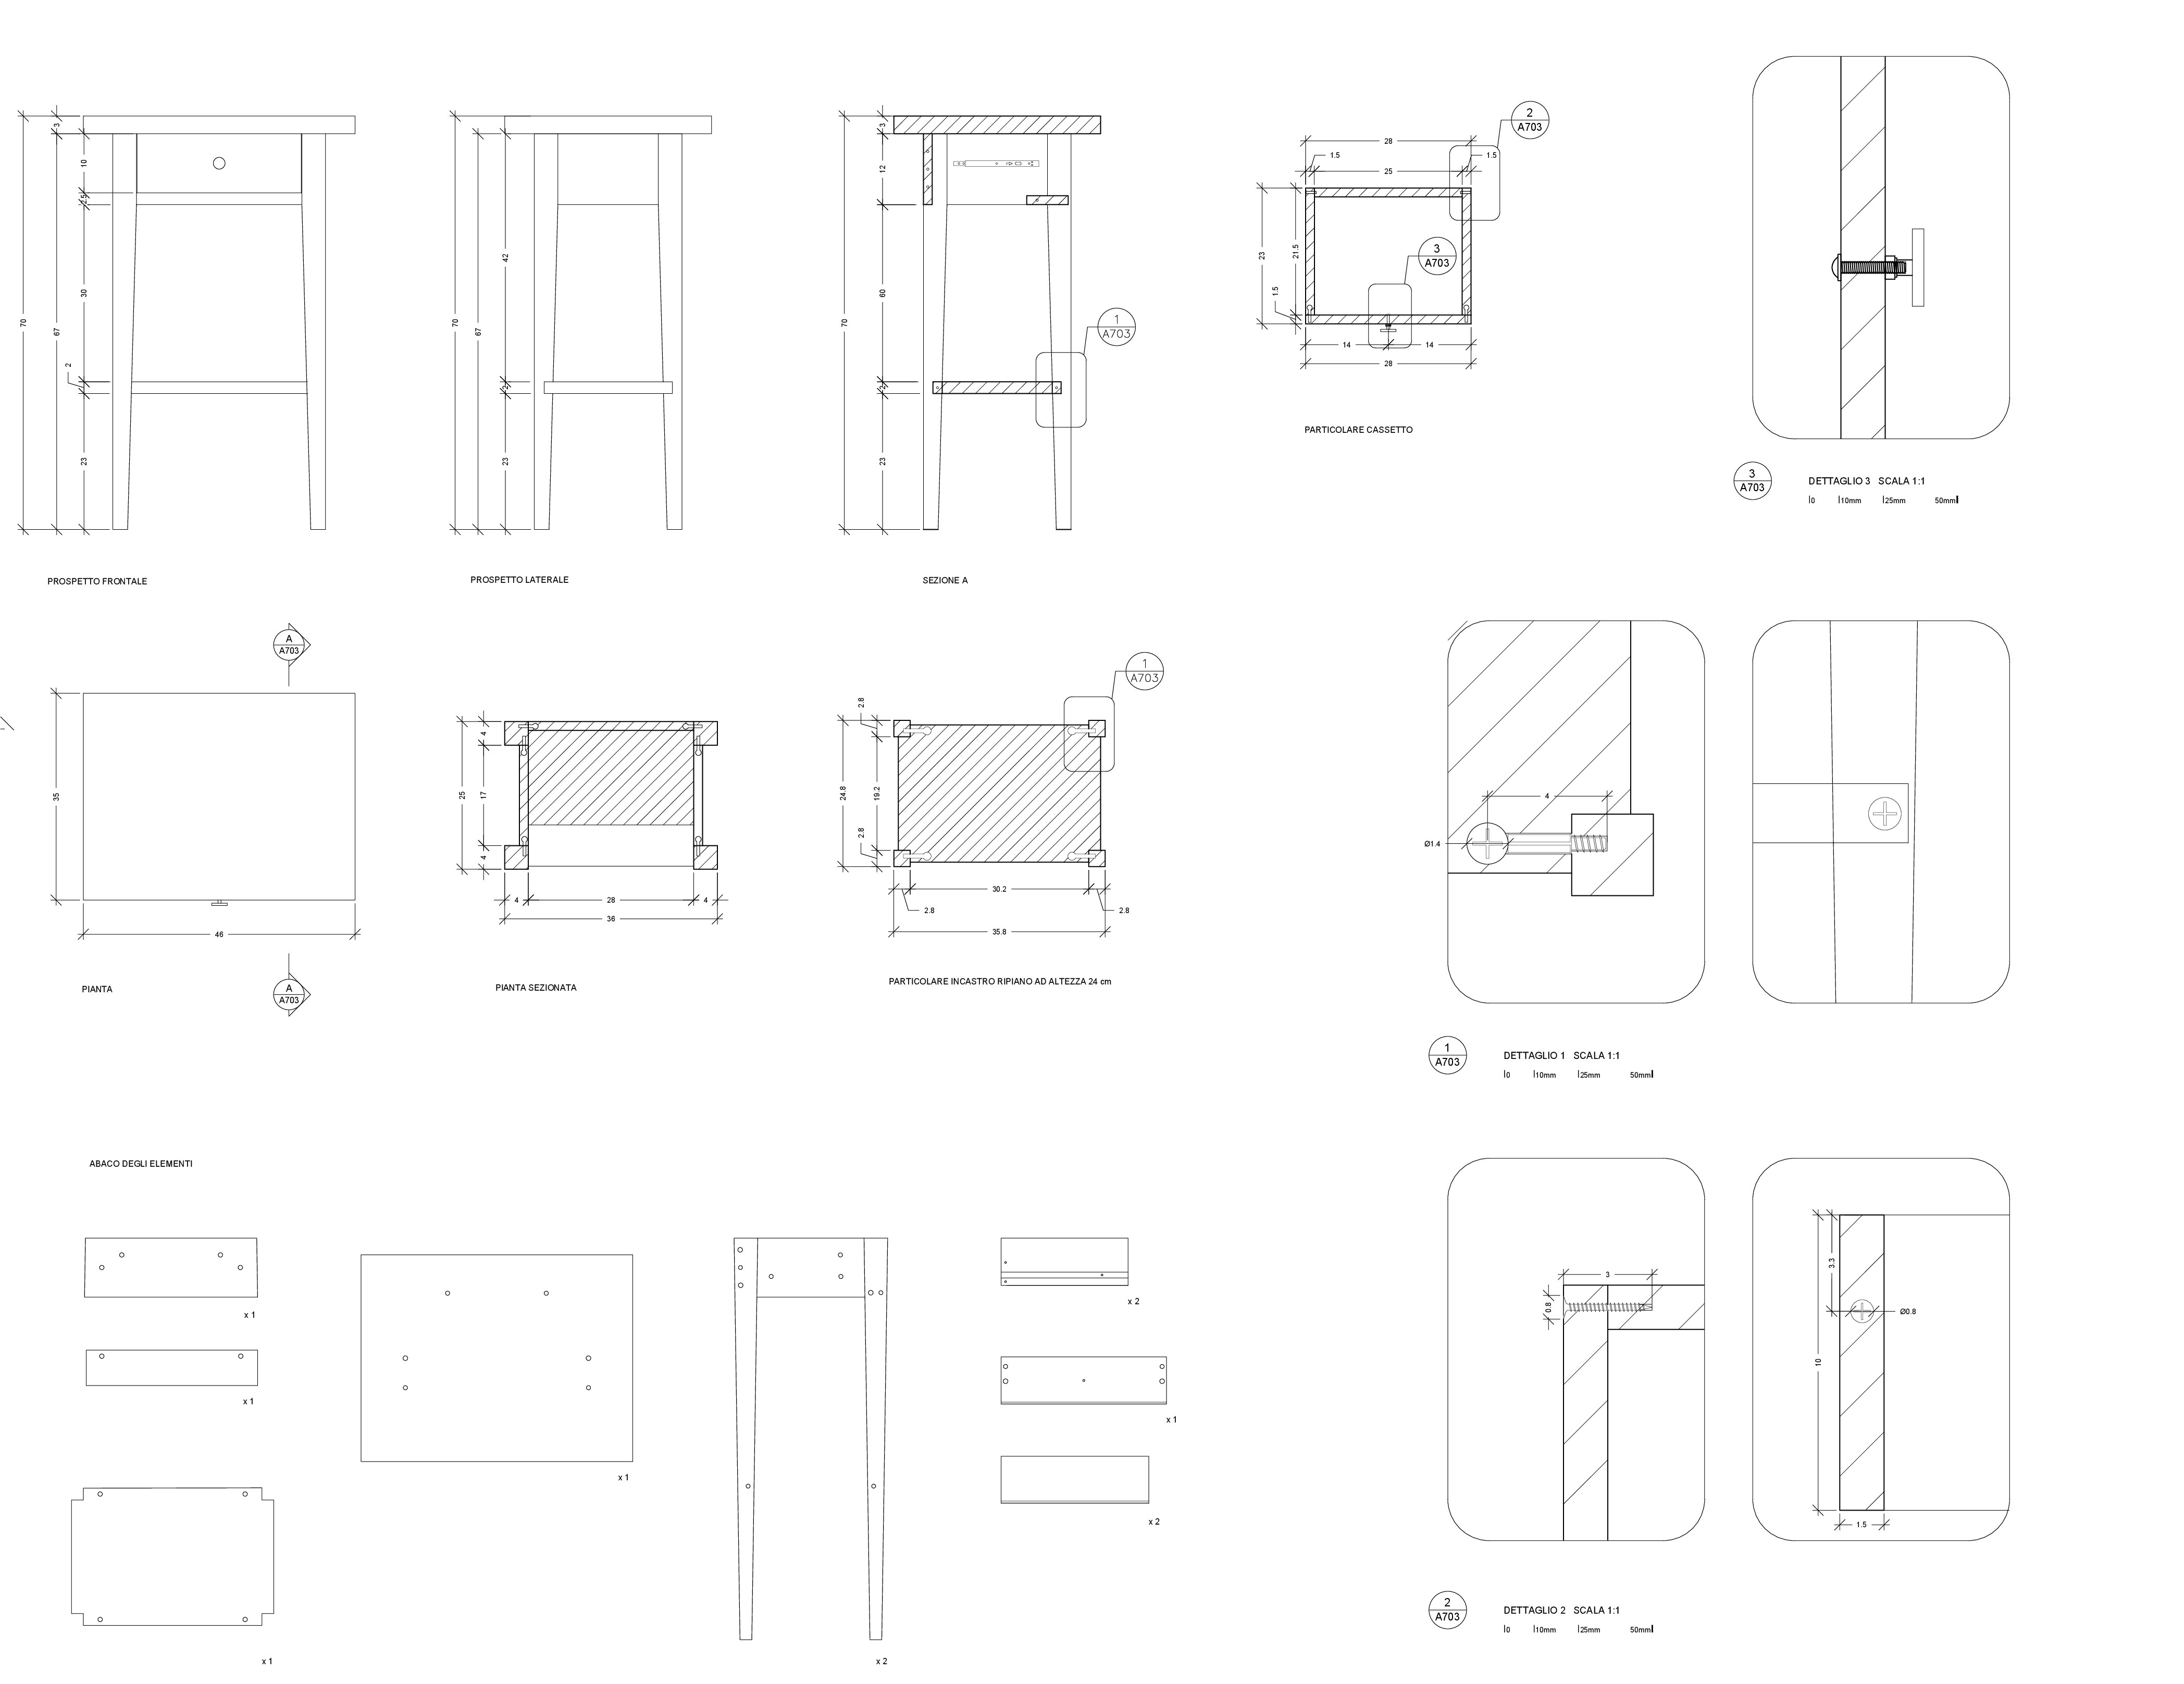 70
67
3
10
2.5
30
2
23
PROSPETTO FRONTALE
70
67
42
2
23
PROSPETTO LATERALE
70
3
12
60
2
23
1
A703
SEZIONE A
28
1.5
25
1.5
23
21.5
1.5
14
14
28
2
A703
3
A703
PARTICOLARE CASSETTO
3
A703
DETTAGLIO 3 SCALA 1:1
0 10mm 25mm 50mm
A
A703
35
46
A
A703
PIANTA
25
4
17
4
4
28
4
36
PIANTA SEZIONATA
1
A703
24.8
2.8
19.2
2.8
30.2
2.8
2.8
35.8
PARTICOLARE INCASTRO RIPIANO AD ALTEZZA 24 cm
4
Ø1.4
1
A703
DETTAGLIO 1 SCALA 1:1
0 10mm 25mm 50mm
ABACO DEGLI ELEMENTI
x 1
x 1
x 1
x 1
x 2
x 2
x 1
x 2
3
0.8
3.3
Ø0.8
10
1.5
2
A703
DETTAGLIO 2 SCALA 1:1
0 10mm 25mm 50mm